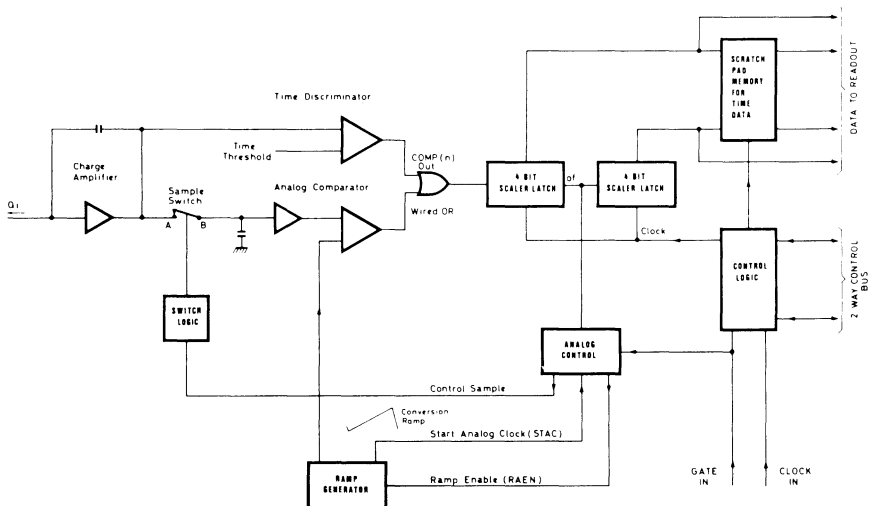 SCRATCH
PAD
MEMORY
FOR
TIME
DATA
DATA TO READOUT
Time Discriminator
Time
Threshold
COMP(n)
Out
Charge
Amplifier
Sample
Switch
Analog Comparator
4 BIT
SCALER LATCH
of
4 BIT
SCALER LATCH
Qi
A
B
Wired OR
Clock
CONTROL
LOGIC
2 WAY CONTROL
BUS
SWITCH
LOGIC
ANALOG
CONTROL
Control Sample
Conversion
Ramp
Start Analog Clock (STAC)
RAMP
GENERATOR
Ramp Enable (RAEN)
GATE
IN
CLOCK
IN